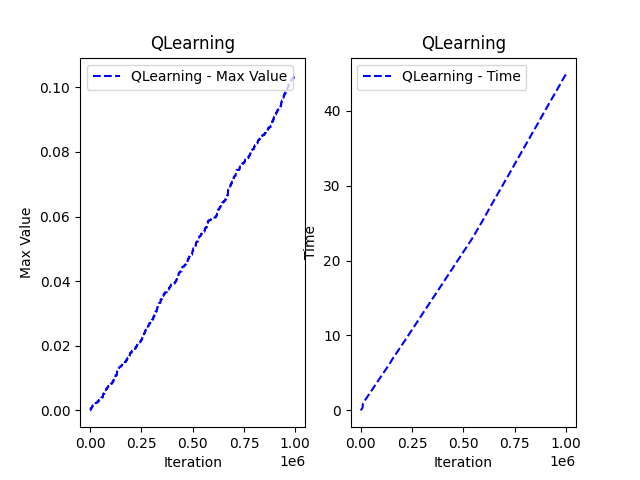 QLearning
QLearning - Max Value
Max Value
0.10
0.08
0.06
0.04
0.02
0.00
0.00 0.25 0.50 0.75 1.00
Iteration
1e6
QLearning
QLearning - Time
Time
40
30
20
10
0
0.00 0.25 0.50 0.75 1.00
Iteration
1e6